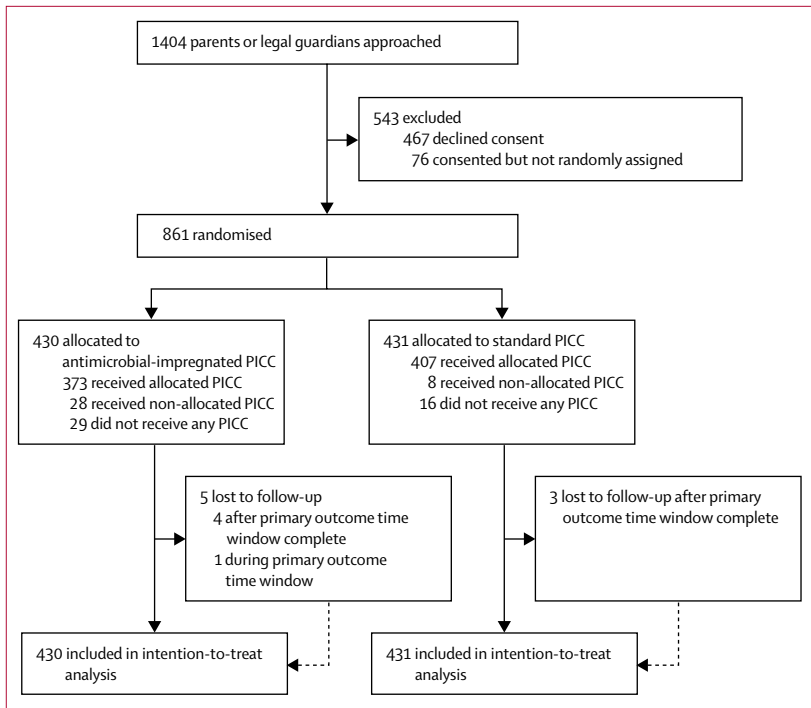 1404 parents or legal guardians approached
543 excluded
467 declined consent
76 consented but not randomly assigned
861 randomised
430 allocated to
antimicrobial-impregnated PICC
373 received allocated PICC
28 received non-allocated PICC
29 did not receive any PICC
431 allocated to standard PICC
407 received allocated PICC
8 received non-allocated PICC
16 did not receive any PICC
5 lost to follow-up
4 after primary outcome time
window complete
1 during primary outcome
time window
3 lost to follow-up after primary
outcome time window complete
430 included in intention-to-treat
analysis
431 included in intention-to-treat
analysis